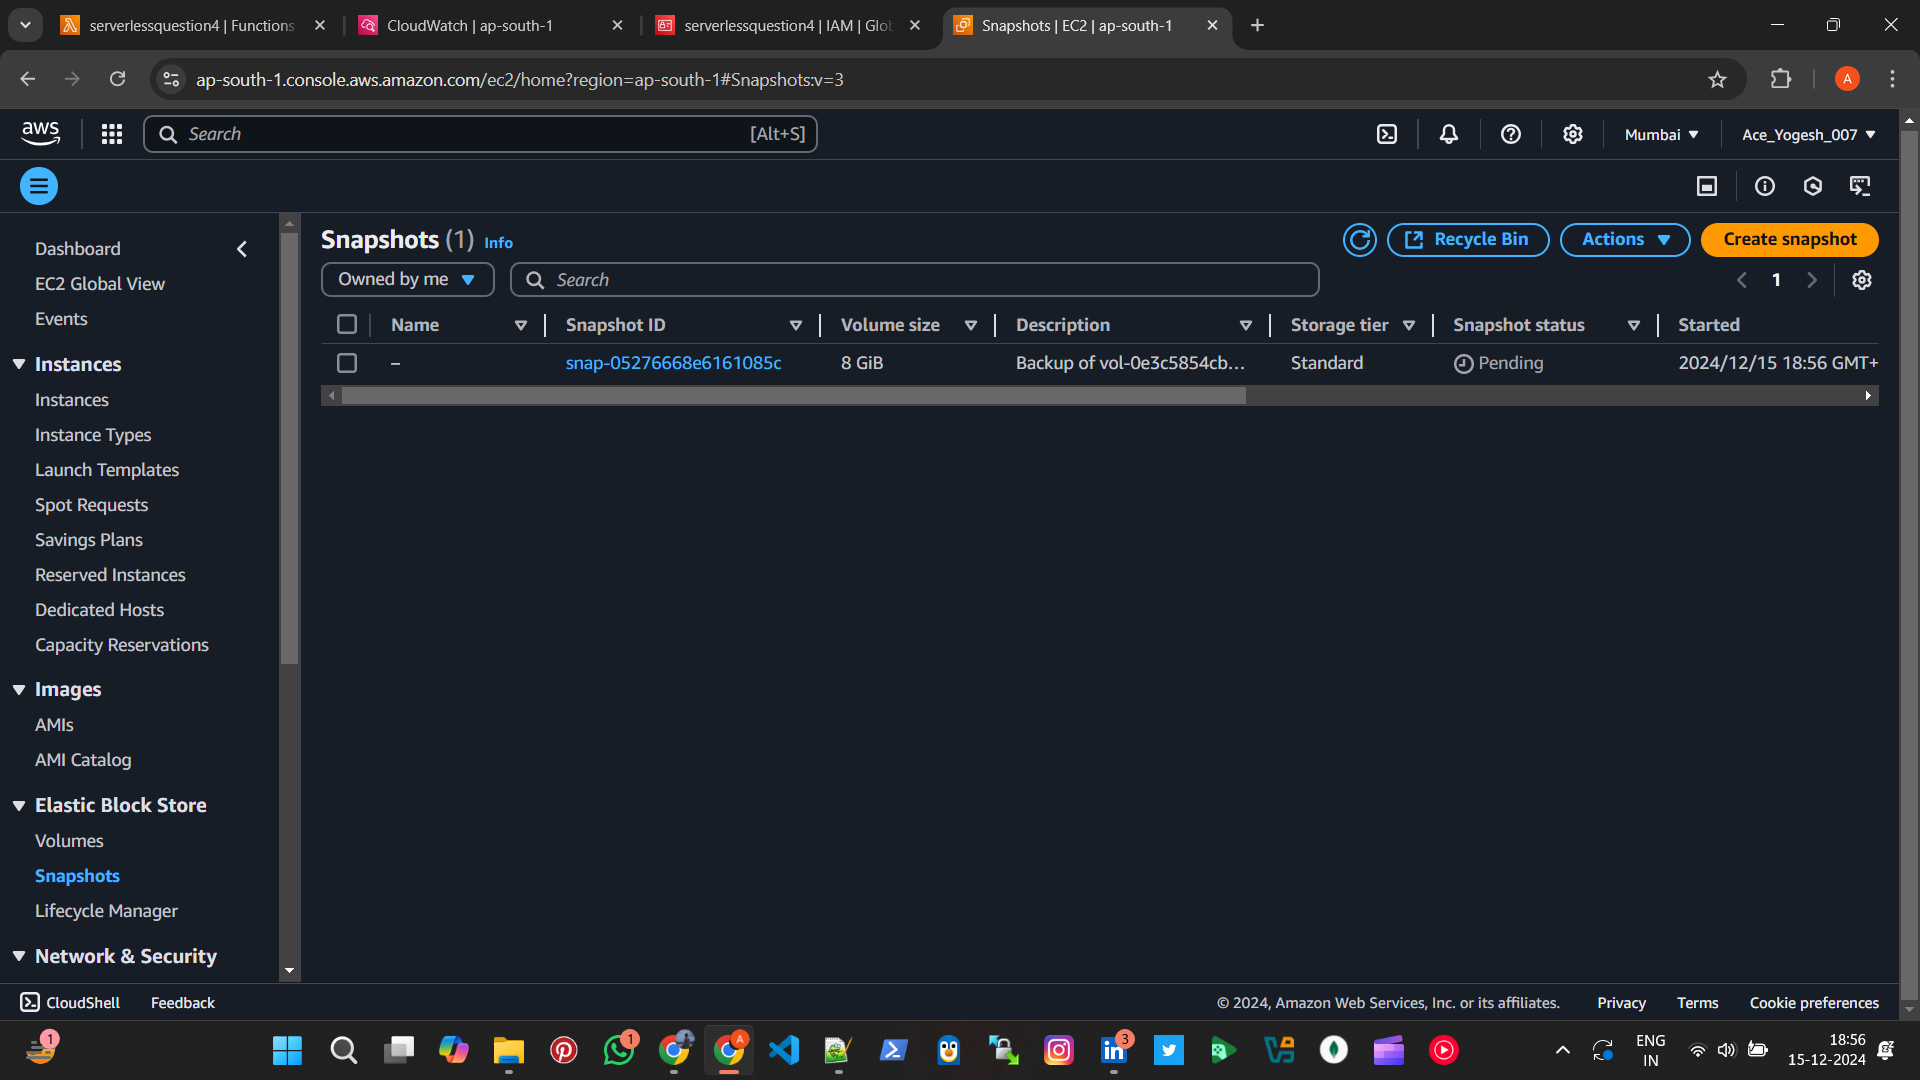 serverlessquestion4 | Functions
CloudWatch | ap-south-1
serverlessquestion4 | IAM | Glob
Snapshots | EC2 | ap-south-1
ap-south-1.console.aws.amazon.com/ec2/home?region=ap-south-1#Snapshots:v=3
A
aws
Search
[Alt+S]
Mumbai
Ace_Yogesh_007
Dashboard
EC2 Global View
Events
Instances
Instances
Instance Types
Launch Templates
Spot Requests
Savings Plans
Reserved Instances
Dedicated Hosts
Capacity Reservations
Images
AMIs
AMI Catalog
Elastic Block Store
Volumes
Snapshots
Lifecycle Manager
Network & Security
Snapshots (1) Info
Recycle Bin
Actions
Create snapshot
Owned by me
Search
1
Name Snapshot ID Volume size Description Storage tier Snapshot status Started
– snap-05276668e6161085c 8 GiB Backup of vol-0e3c5854cb... Standard Pending 2024/12/15 18:56 GMT+
CloudShell
Feedback
© 2024, Amazon Web Services, Inc. or its affiliates.
Privacy
Terms
Cookie preferences
1
1
A
3
ENG
IN
18:56
15-12-2024